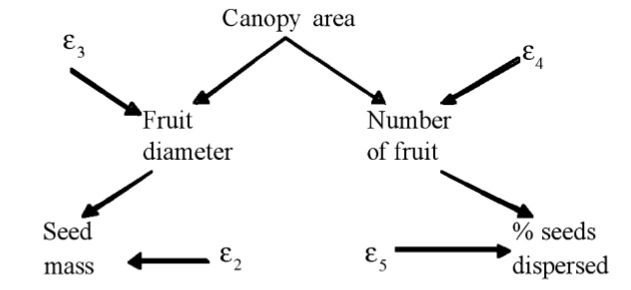 Canopy area
ε3
ε4
Fruit
diameter
Number
of fruit
Seed
mass
ε2
ε5
% seeds
dispersed